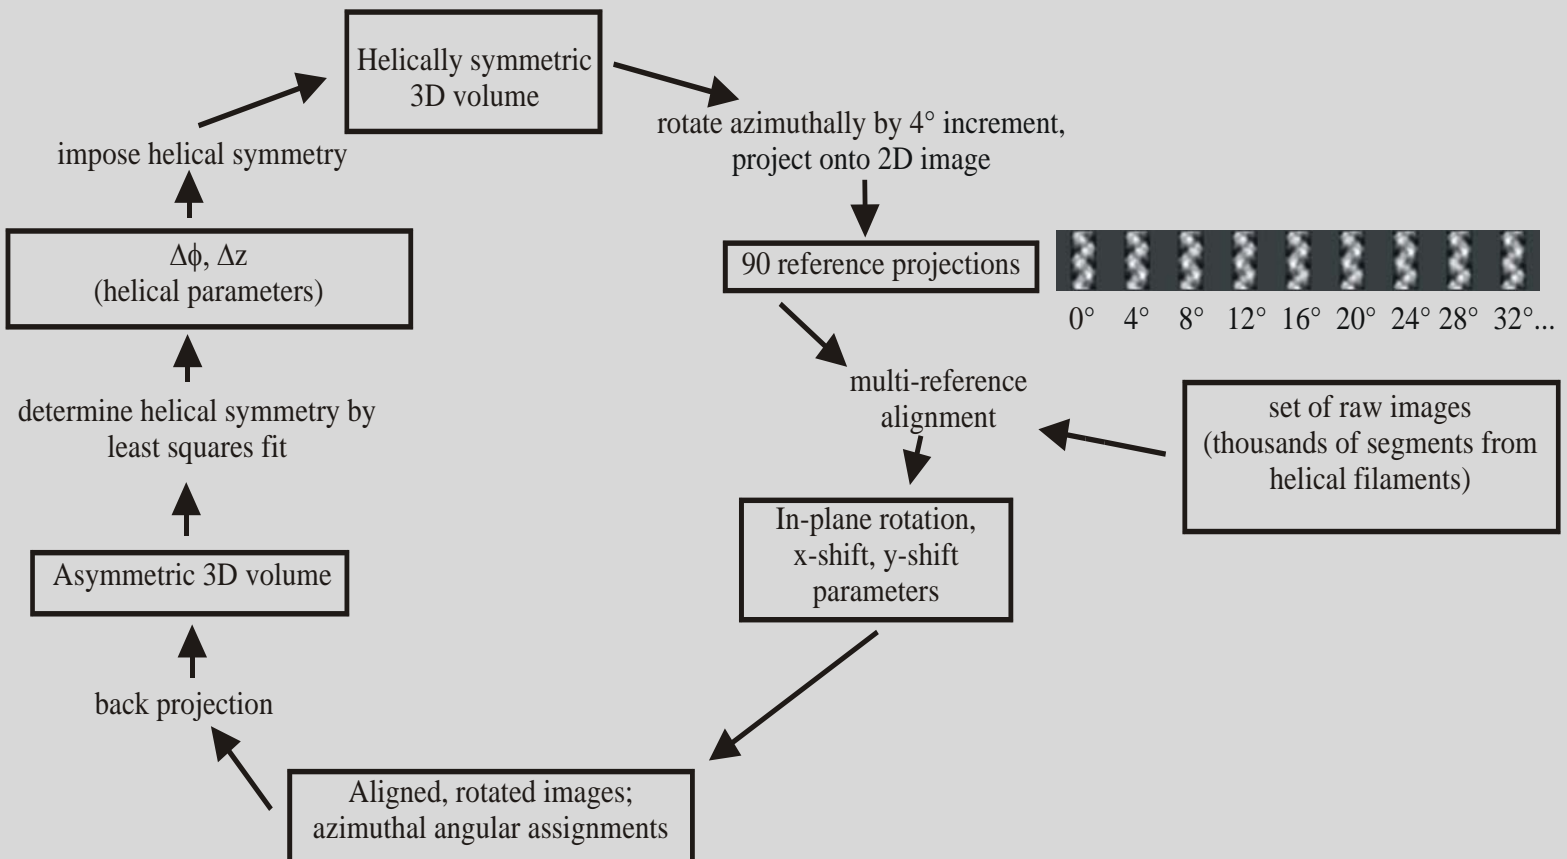 Helically symmetric
3D volume
rotate azimuthally by 4° increment,
project onto 2D image
90 reference projections
0° 4° 8° 12° 16° 20° 24° 28° 32°...
multi-reference
alignment
set of raw images
(thousands of segments from
helical filaments)
In-plane rotation,
x-shift, y-shift
parameters
Aligned, rotated images;
azimuthal angular assignments
back projection
Asymmetric 3D volume
determine helical symmetry by
least squares fit
Δϕ, Δz
(helical parameters)
impose helical symmetry